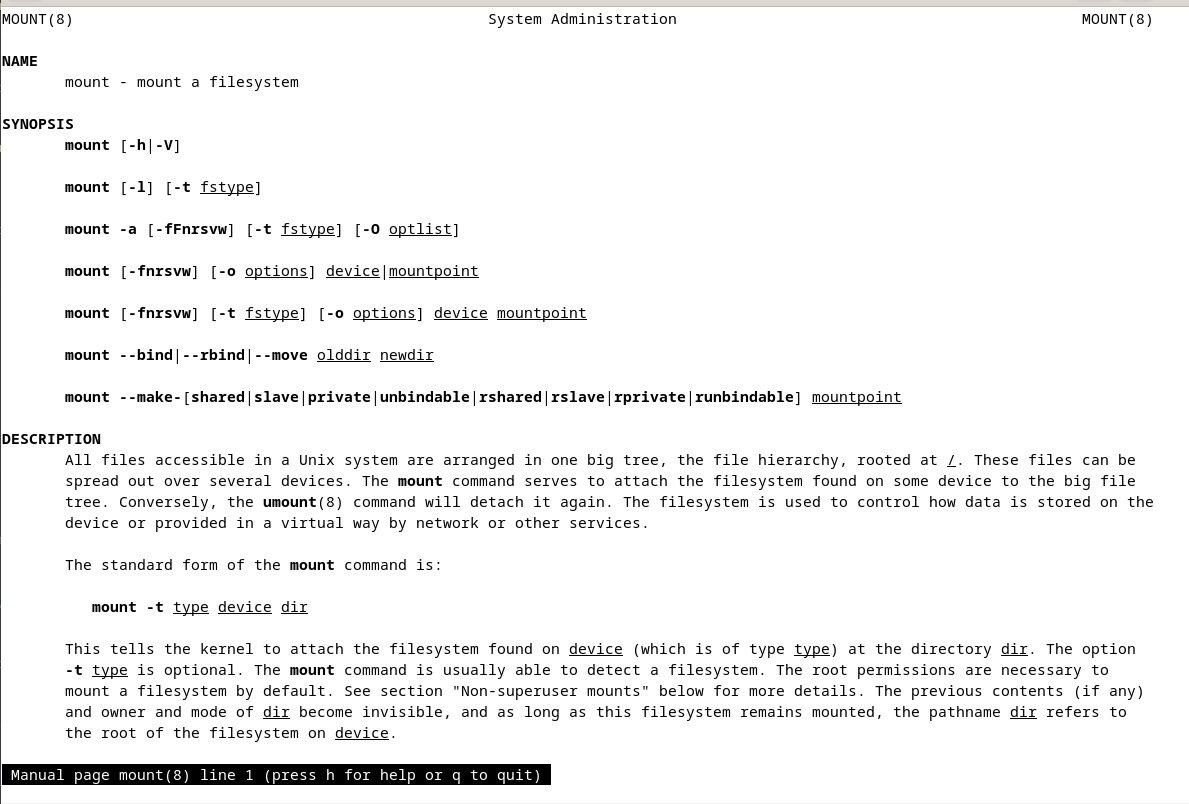 MOUNT(8) System Administration MOUNT(8)
NAME
mount - mount a filesystem
SYNOPSIS
mount [-h|-V]
mount [-l] [-t fstype]
mount -a [-fFnrsvw] [-t fstype] [-O optlist]
mount [-fnrsvw] [-o options] device|mountpoint
mount [-fnrsvw] [-t fstype] [-o options] device mountpoint
mount --bind|--rbind|--move olddir newdir
mount --make-[shared|slave|private|unbindable|rshared|rslave|rprivate|runbindable] mountpoint
DESCRIPTION
All files accessible in a Unix system are arranged in one big tree, the file hierarchy, rooted at /. These files can be
spread out over several devices. The mount command serves to attach the filesystem found on some device to the big file
tree. Conversely, the umount(8) command will detach it again. The filesystem is used to control how data is stored on the
device or provided in a virtual way by network or other services.
The standard form of the mount command is:
mount -t type device dir
This tells the kernel to attach the filesystem found on device (which is of type type) at the directory dir. The option
-t type is optional. The mount command is usually able to detect a filesystem. The root permissions are necessary to
mount a filesystem by default. See section "Non-superuser mounts" below for more details. The previous contents (if any)
and owner and mode of dir become invisible, and as long as this filesystem remains mounted, the pathname dir refers to
the root of the filesystem on device.
Manual page mount(8) line 1 (press h for help or q to quit)